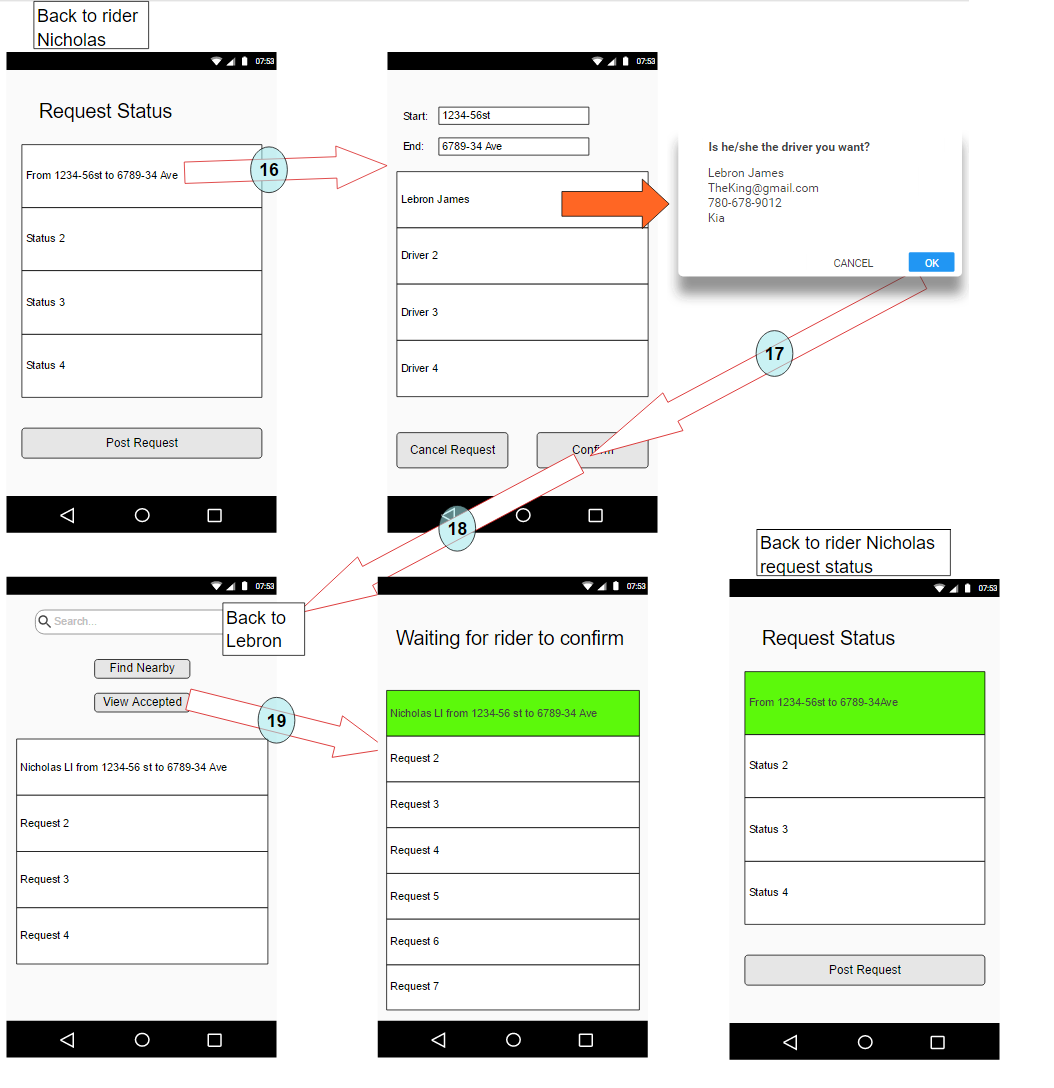 Back to rider
Nicholas
07:53
Request Status
From 1234-56st to 6789-34 Ave
Status 2
Status 3
Status 4
Post Request
16
07:53
Start: 1234-56st
End: 6789-34 Ave
Lebron James
Driver 2
Driver 3
Driver 4
Cancel Request
Confirm
Is he/she the driver you want?
Lebron James
TheKing@gmail.com
780-678-9012
Kia
CANCEL
OK
17
18
07:53
Search...
Back to
Lebron
Find Nearby
View Accepted
19
Nicholas LI from 1234-56 st to 6789-34 Ave
Request 2
Request 3
Request 4
07:53
Waiting for rider to confirm
Nicholas LI from 1234-56 st to 6789-34 Ave
Request 2
Request 3
Request 4
Request 5
Request 6
Request 7
Back to rider Nicholas
request status
07:53
Request Status
From 1234-56st to 6789-34Ave
Status 2
Status 3
Status 4
Post Request